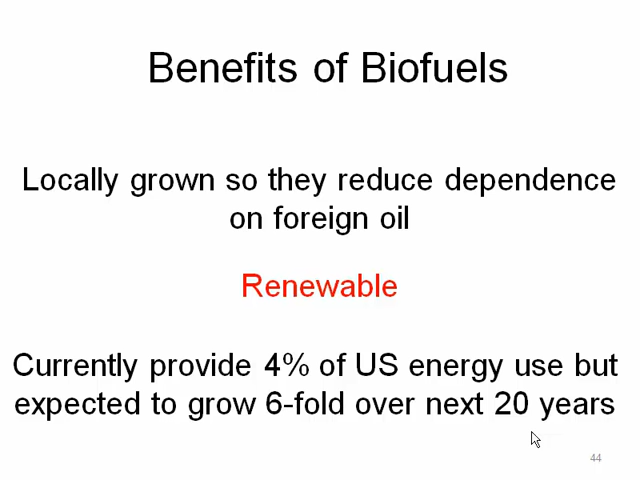 Benefits of Biofuels
Locally grown so they reduce dependence
on foreign oil
Renewable
Currently provide 4% of US energy use but
expected to grow 6-fold over next 20 years
44